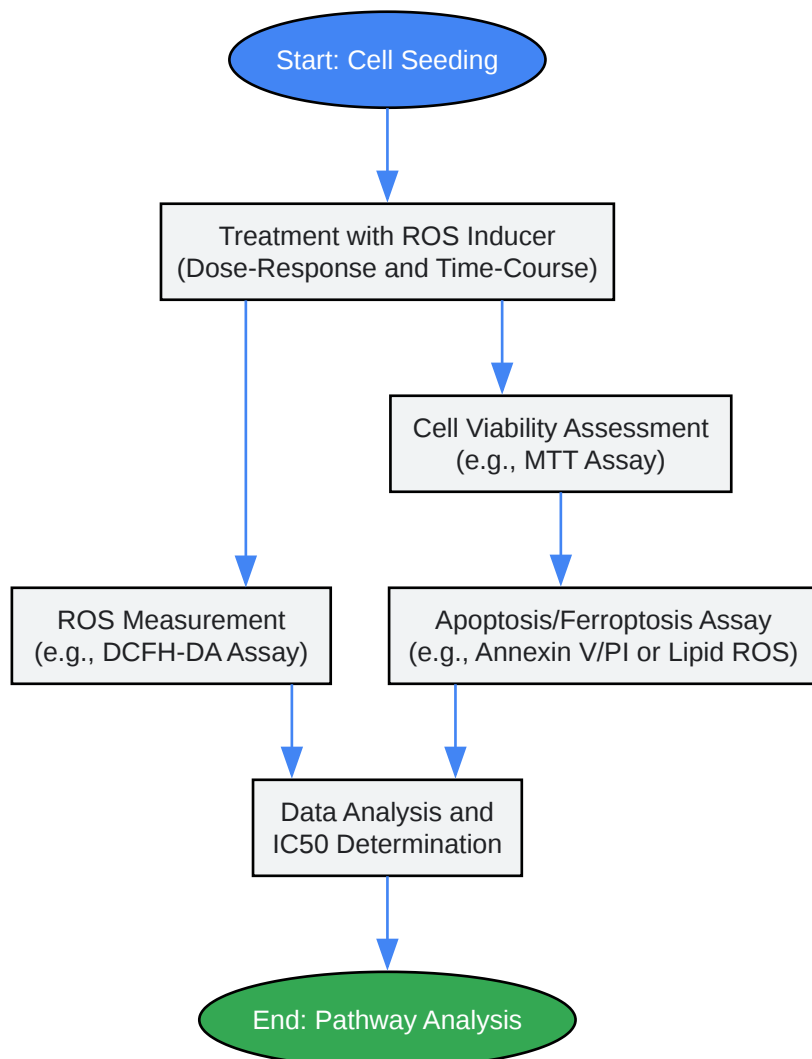 Start: Cell Seeding
Treatment with ROS Inducer
(Dose-Response and Time-Course)
Cell Viability Assessment
(e.g., MTT Assay)
ROS Measurement
(e.g., DCFH-DA Assay)
Apoptosis/Ferroptosis Assay
(e.g., Annexin V/PI or Lipid ROS)
Data Analysis and
IC50 Determination
End: Pathway Analysis